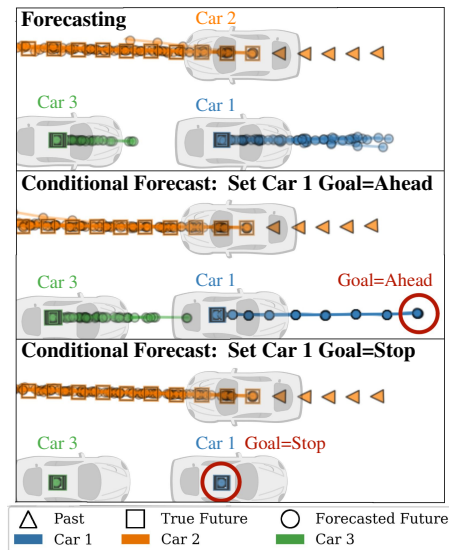 Forecasting
Car 2
Car 3
Car 1
Conditional Forecast: Set Car 1 Goal=Ahead
Car 3
Car 1
Goal=Ahead
Conditional Forecast: Set Car 1 Goal=Stop
Car 3
Car 1
Goal=Stop
Past
True Future
Forecasted Future
Car 1
Car 2
Car 3